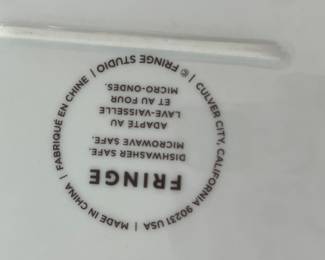 FRINGE
DISHWASHER SAFE.
MICROWAVE SAFE.
ADAPTE AU
LAVE-VAISSELLE
ET AU FOUR
MICRO-ONDES.
© FRINGE STUDIO | CULVER CITY, CALIFORNIA 90231 USA | MADE IN CHINA | FABRIQUÉ EN CHINE |